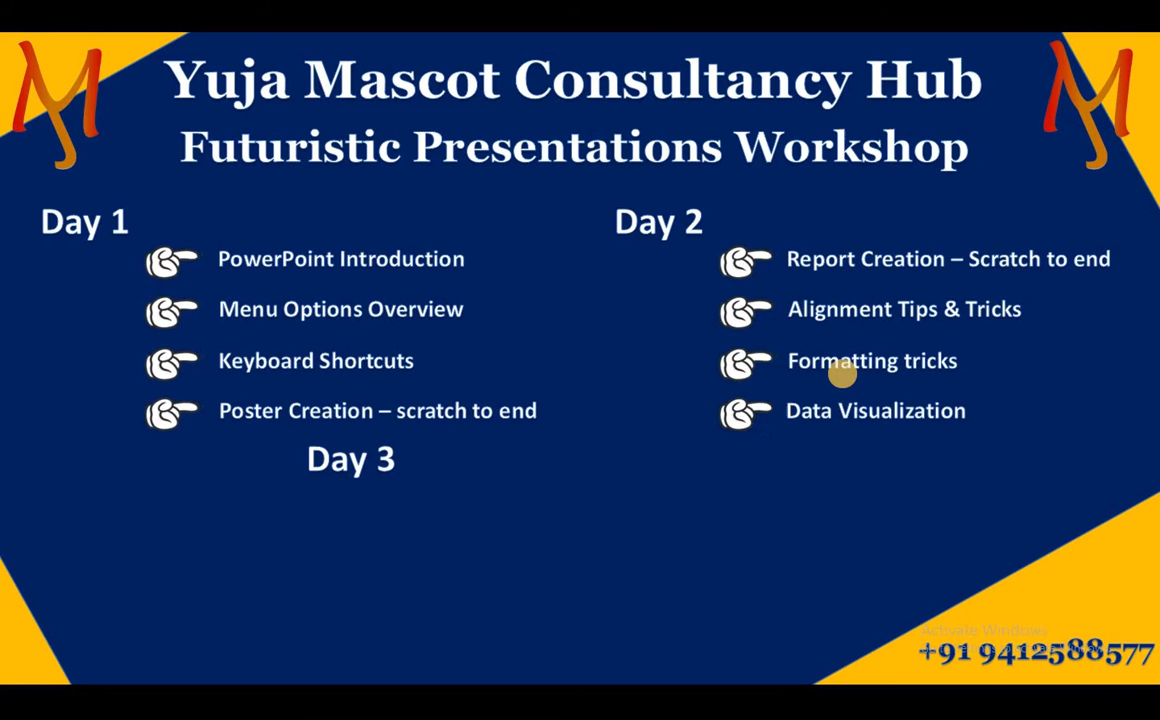 Yuja Mascot Consultancy Hub
Futuristic Presentations Workshop
Day 1
PowerPoint Introduction
Menu Options Overview
Keyboard Shortcuts
Poster Creation – scratch to end
Day 2
Report Creation – Scratch to end
Alignment Tips & Tricks
Formatting tricks
Data Visualization
Day 3
Activate Windows
+91 9412588577